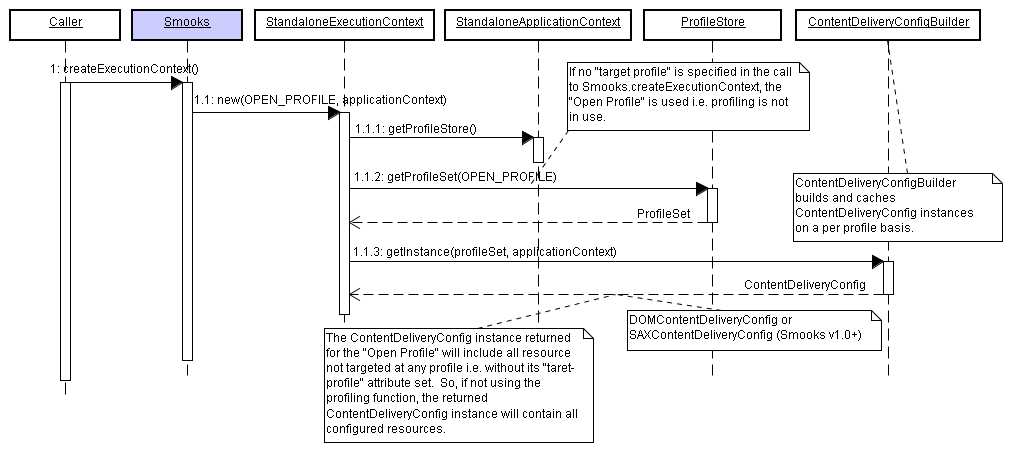 Caller
Smooks
StandaloneExecutionContext
StandaloneApplicationContext
ProfileStore
ContentDeliveryConfigBuilder
1: createExecutionContext()
If no "target profile" is specified in the call
to Smooks.createExecutionContext, the
"Open Profile" is used i.e. profiling is not
in use.
1.1: new(OPEN_PROFILE, applicationContext)
1.1.1: getProfileStore()
1.1.2: getProfileSet(OPEN_PROFILE)
ContentDeliveryConfigBuilder
builds and caches
ContentDeliveryConfig instances
on a per profile basis.
ProfileSet
1.1.3: getInstance(profileSet, applicationContext)
ContentDeliveryConfig
DOMContentDeliveryConfig or
SAXContentDeliveryConfig (Smooks v1.0+)
The ContentDeliveryConfig instance returned
for the "Open Profile" will include all resource
not targeted at any profile i.e. without its "taret-
profile" attribute set.  So, if not using the
profiling function, the returned
ContentDeliveryConfig instance will contain all
configured resources.